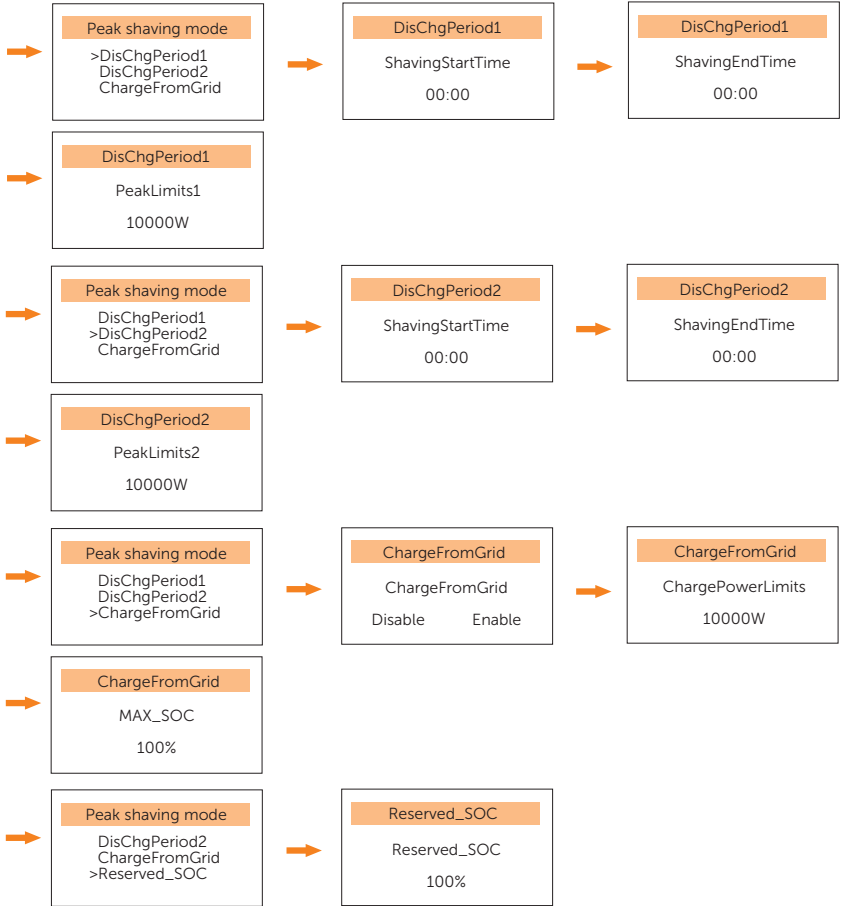 Peak shaving mode
>DisChgPeriod1
DisChgPeriod2
ChargeFromGrid
DisChgPeriod1
ShavingStartTime
00:00
DisChgPeriod1
ShavingEndTime
00:00
DisChgPeriod1
PeakLimits1
10000W
Peak shaving mode
DisChgPeriod1
>DisChgPeriod2
ChargeFromGrid
DisChgPeriod2
ShavingStartTime
00:00
DisChgPeriod2
ShavingEndTime
00:00
DisChgPeriod2
PeakLimits2
10000W
Peak shaving mode
DisChgPeriod1
DisChgPeriod2
>ChargeFromGrid
ChargeFromGrid
ChargeFromGrid
Disable Enable
ChargeFromGrid
ChargePowerLimits
10000W
ChargeFromGrid
MAX_SOC
100%
Peak shaving mode
DisChgPeriod2
ChargeFromGrid
>Reserved_SOC
Reserved_SOC
Reserved_SOC
100%